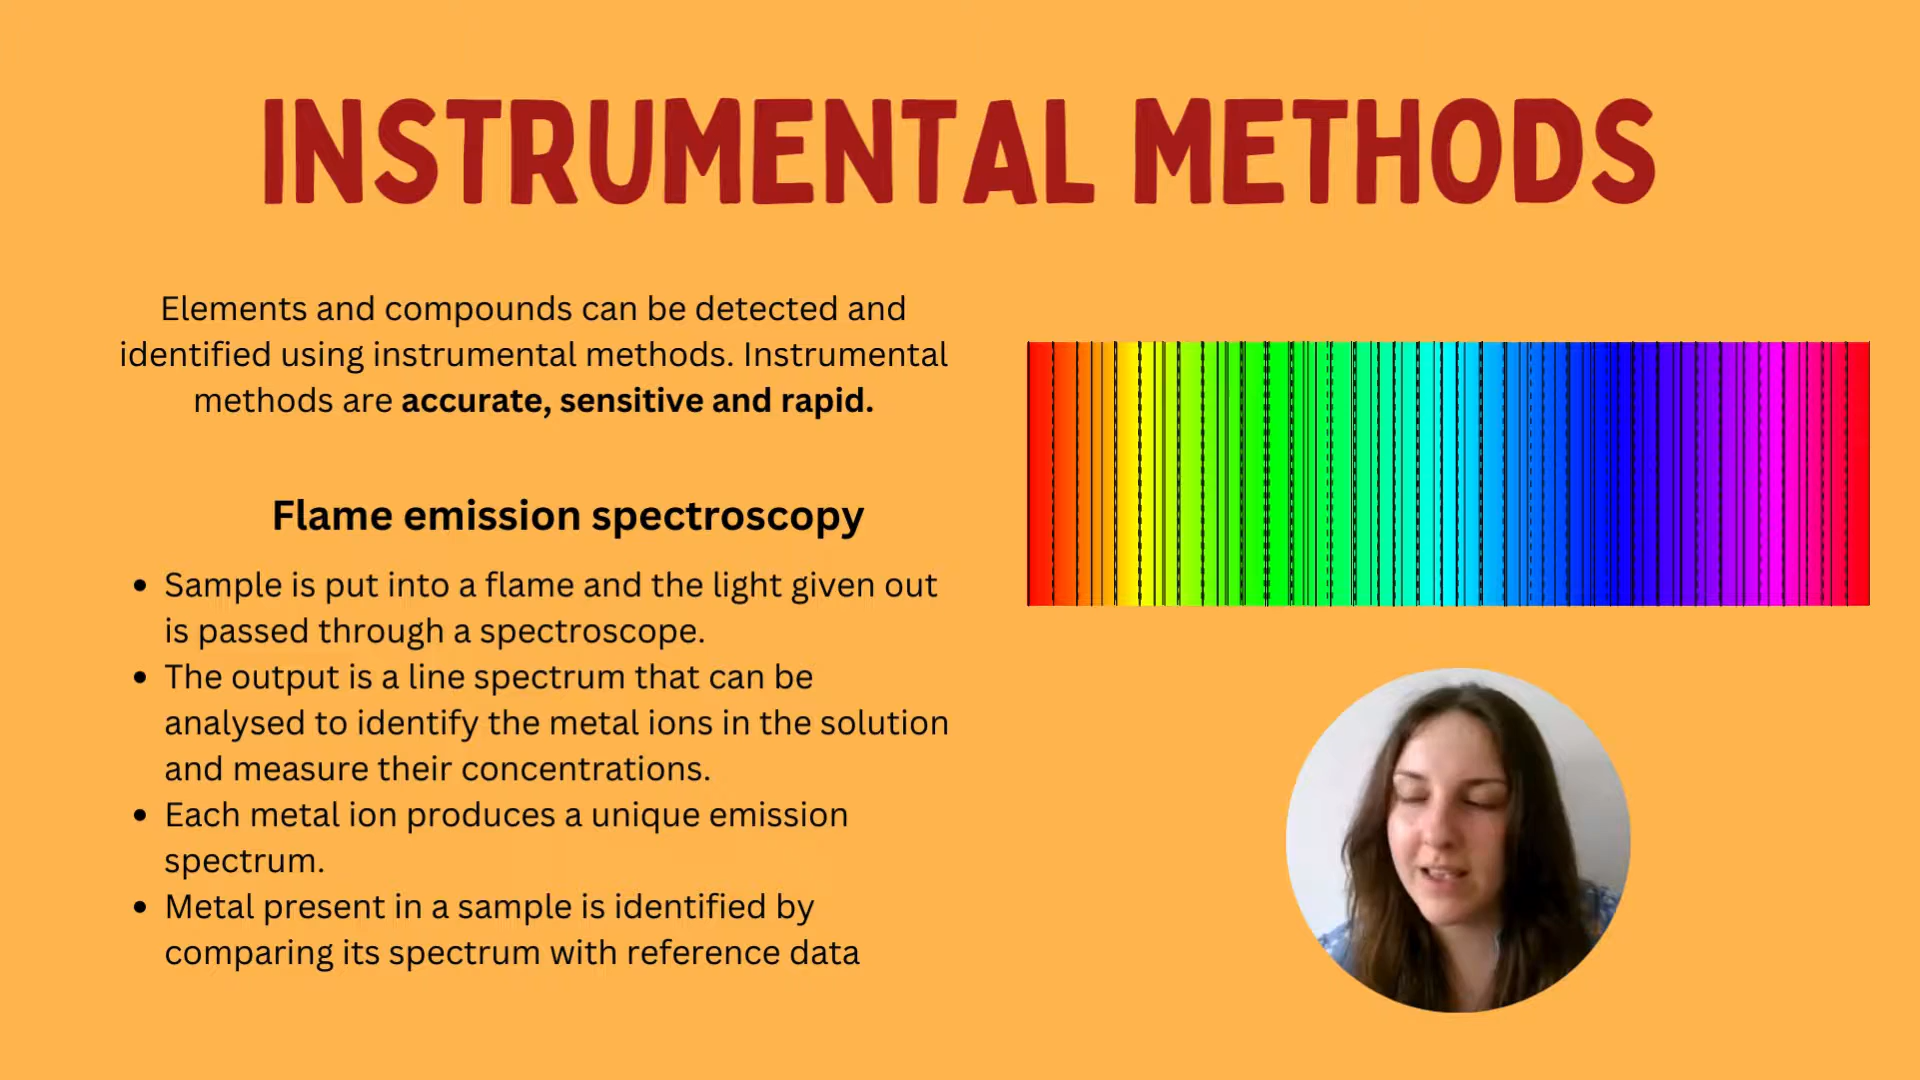 INSTRUMENTAL METHODS
Elements and compounds can be detected and
identified using instrumental methods. Instrumental
methods are accurate, sensitive and rapid.
Flame emission spectroscopy
• Sample is put into a flame and the light given out
is passed through a spectroscope.
• The output is a line spectrum that can be
analysed to identify the metal ions in the solution
and measure their concentrations.
• Each metal ion produces a unique emission
spectrum.
• Metal present in a sample is identified by
comparing its spectrum with reference data